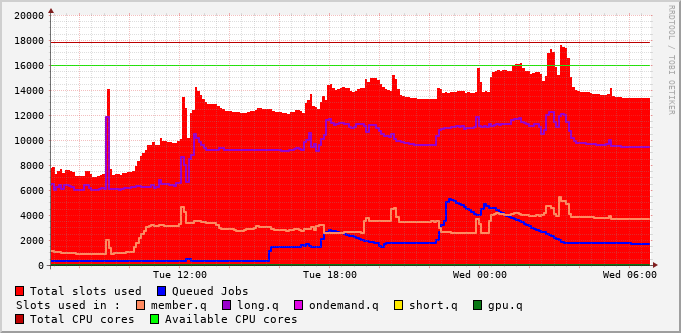 20000
18000
16000
14000
12000
10000
8000
6000
4000
2000
0
Tue 12:00 Tue 18:00 Wed 00:00 Wed 06:00
RRDTOOL / TOBI OETIKER
Total slots used Queued Jobs
Slots used in : member.q long.q ondemand.q short.q gpu.q
Total CPU cores Available CPU cores